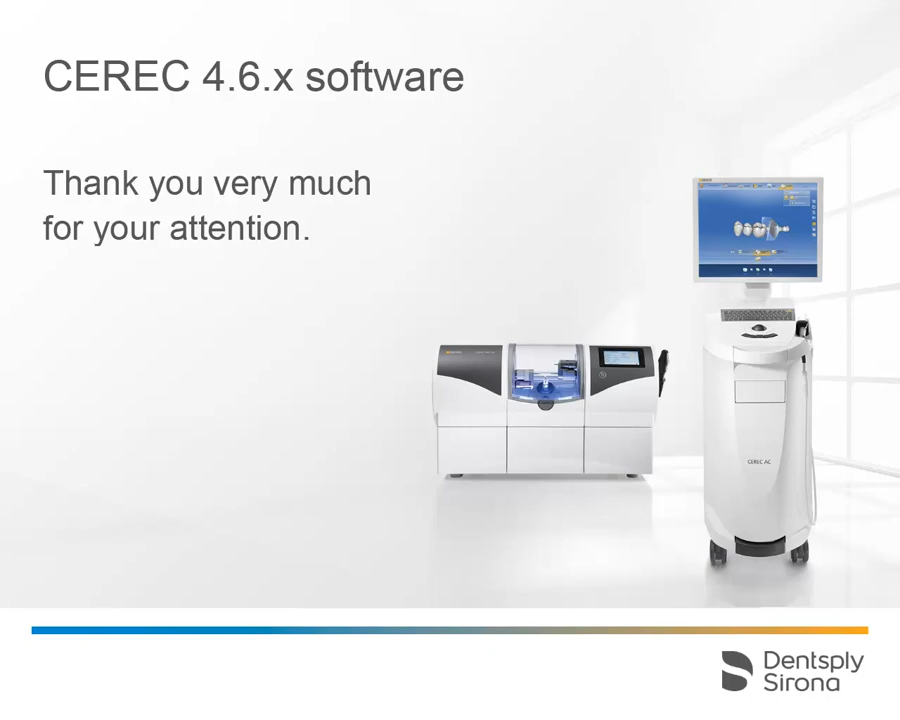 CEREC 4.6.x software
Thank you very much
for your attention.
CEREC AC
Dentsply
Sirona